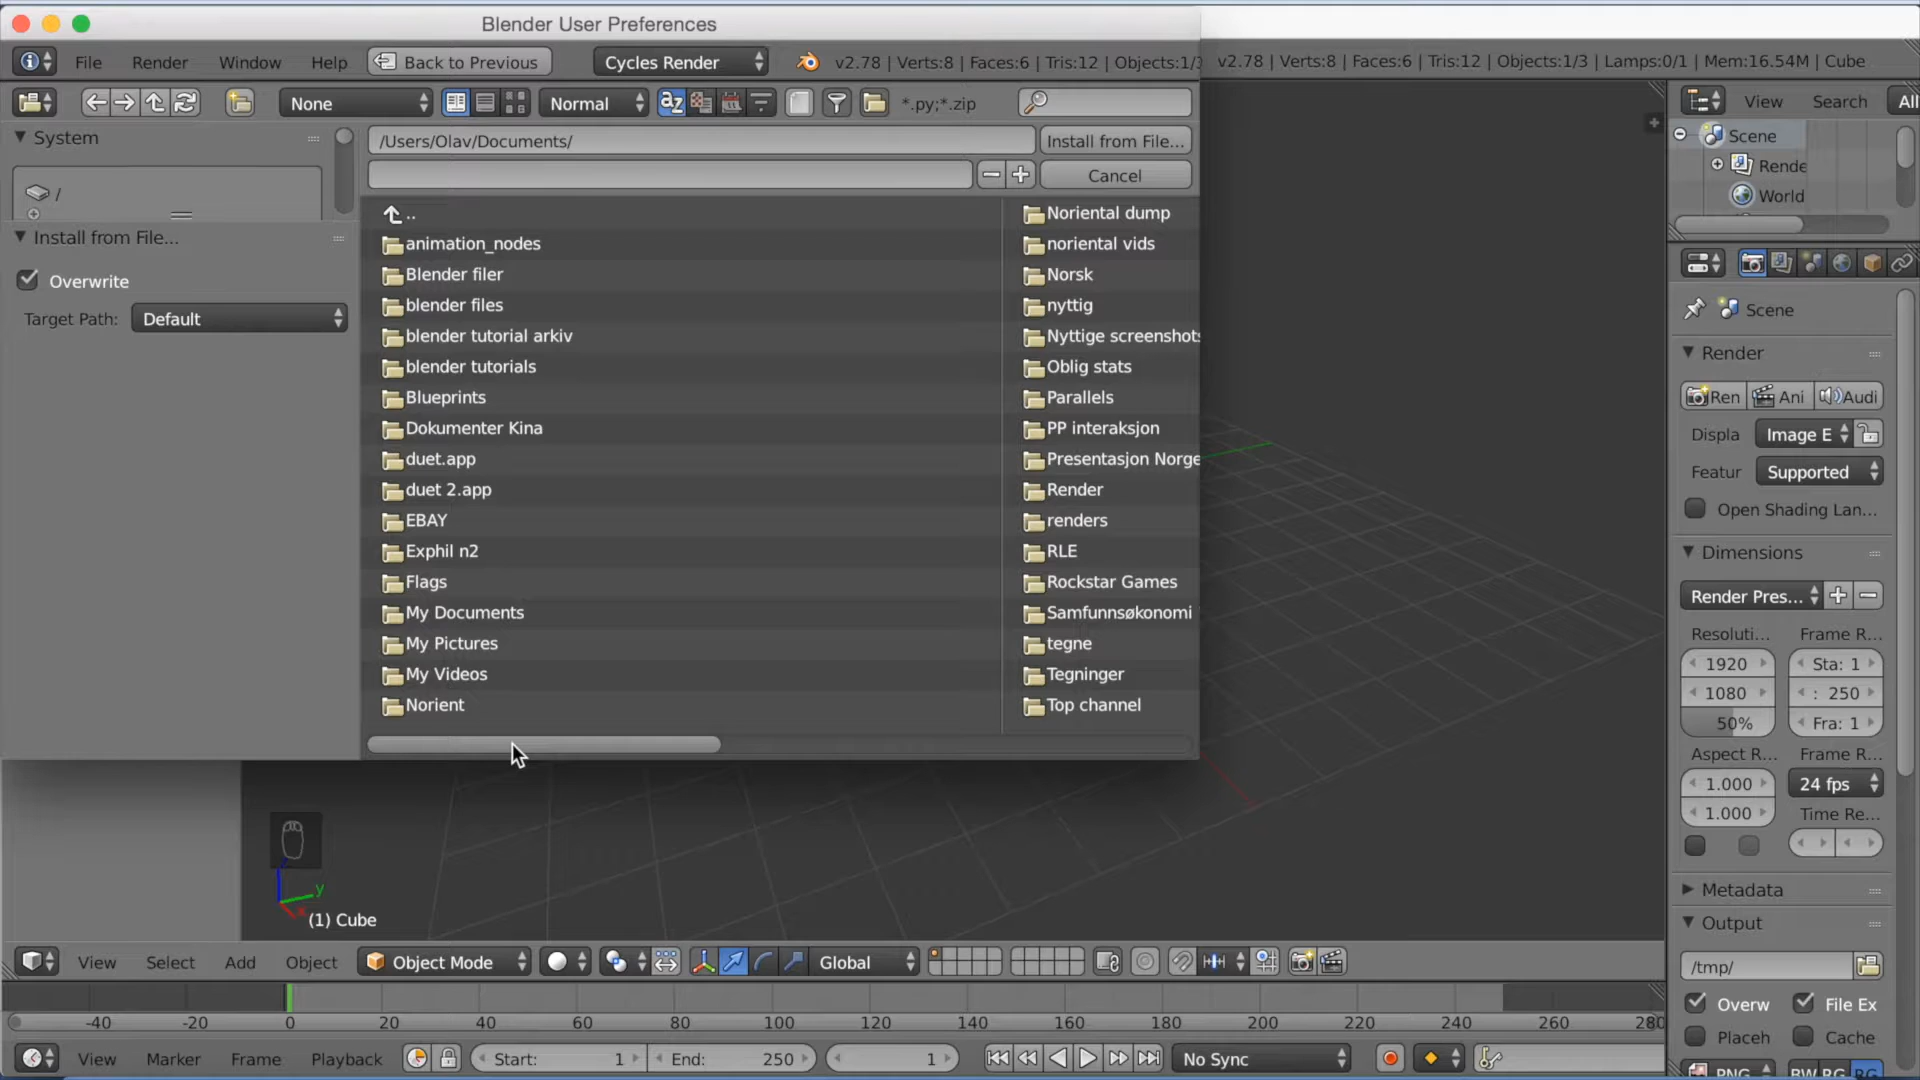 Blender User Preferences
File Render Window Help Back to Previous Cycles Render v2.78 | Verts:8 | Faces:6 | Tris:12 | Objects:1/3
v2.78 | Verts:8 | Faces:6 | Tris:12 | Objects:1/3 | Lamps:0/1 | Mem:16.54M | Cube
None Normal *.py;*.zip
View Search All
System
/
/Users/Olav/Documents/ Install from File...
Cancel
Install from File...
Overwrite
Target Path: Default
..
animation_nodes
Blender filer
blender files
blender tutorial arkiv
blender tutorials
Blueprints
Dokumenter Kina
duet.app
duet 2.app
EBAY
Exphil n2
Flags
My Documents
My Pictures
My Videos
Norient
Noriental dump
noriental vids
Norsk
nyttig
Nyttige screenshots
Oblig stats
Parallels
PP interaksjon
Presentasjon Norge
Render
renders
RLE
Rockstar Games
Samfunnsøkonomi
tegne
Tegninger
Top channel
Scene
Rende
World
Scene
Render
Ren Ani Audi
Displa Image E
Featur Supported
Open Shading Lan...
Dimensions
Render Pres...
Resoluti... Frame R...
1920 Sta: 1
1080 : 250
50% Fra: 1
Aspect R... Frame R...
1.000 24 fps
1.000 Time Re...
Metadata
Output
/tmp/
Overw File Ex
Placeh Cache
PNG BW RG RG
y
x
(1) Cube
View Select Add Object Object Mode Global
-40 -20 0 20 40 60 80 100 120 140 160 180 200 220 240 260 280
View Marker Frame Playback Start: 1 End: 250 1 No Sync